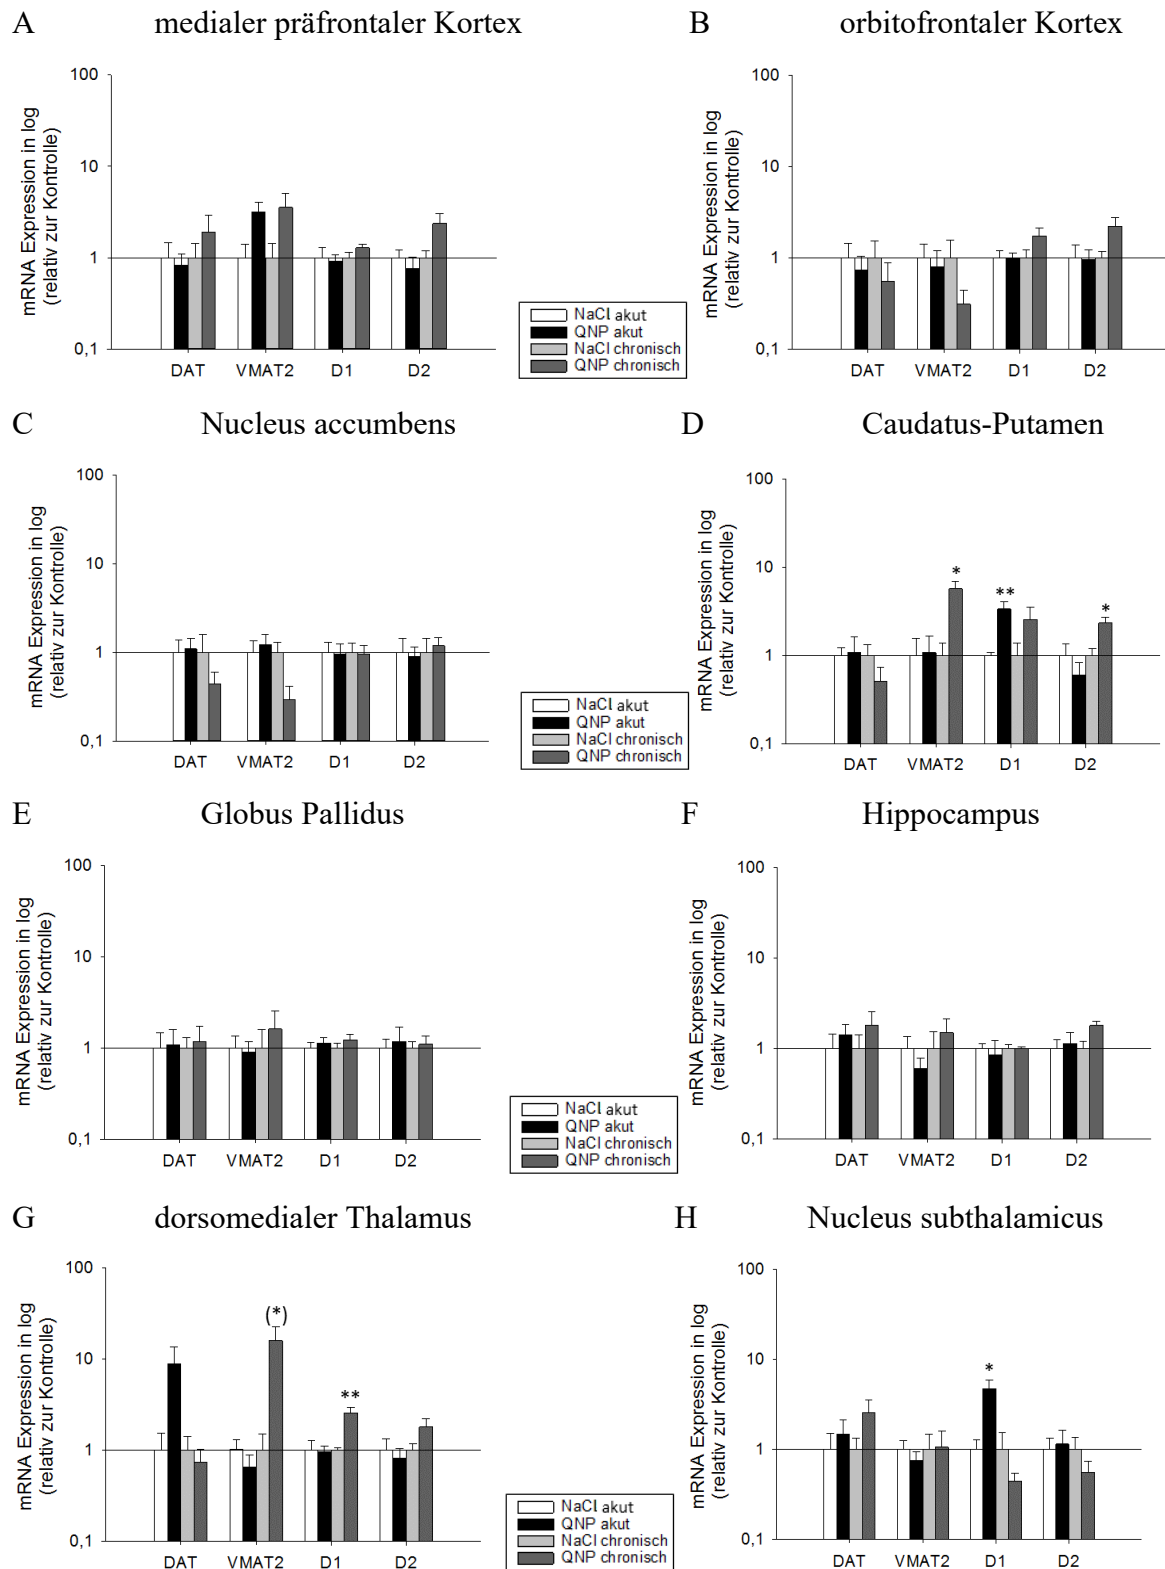 A medialer präfrontaler Kortex
mRNA Expression in log
(relativ zur Kontrolle)
100
10
1
0,1
DAT VMAT2 D1 D2
B orbitofrontaler Kortex
mRNA Expression in log
(relativ zur Kontrolle)
100
10
1
0,1
DAT VMAT2 D1 D2
NaCl akut
QNP akut
NaCl chronisch
QNP chronisch
C Nucleus accumbens
mRNA Expression in log
(relativ zur Kontrolle)
100
10
1
0,1
DAT VMAT2 D1 D2
D Caudatus-Putamen
mRNA Expression in log
(relativ zur Kontrolle)
100
10
1
0,1
* ** *
DAT VMAT2 D1 D2
NaCl akut
QNP akut
NaCl chronisch
QNP chronisch
E Globus Pallidus
mRNA Expression in log
(relativ zur Kontrolle)
100
10
1
0,1
DAT VMAT2 D1 D2
F Hippocampus
mRNA Expression in log
(relativ zur Kontrolle)
100
10
1
0,1
DAT VMAT2 D1 D2
NaCl akut
QNP akut
NaCl chronisch
QNP chronisch
G dorsomedialer Thalamus
mRNA Expression in log
(relativ zur Kontrolle)
100
10
1
0,1
(*) **
DAT VMAT2 D1 D2
H Nucleus subthalamicus
mRNA Expression in log
(relativ zur Kontrolle)
100
10
1
0,1
*
DAT VMAT2 D1 D2
NaCl akut
QNP akut
NaCl chronisch
QNP chronisch